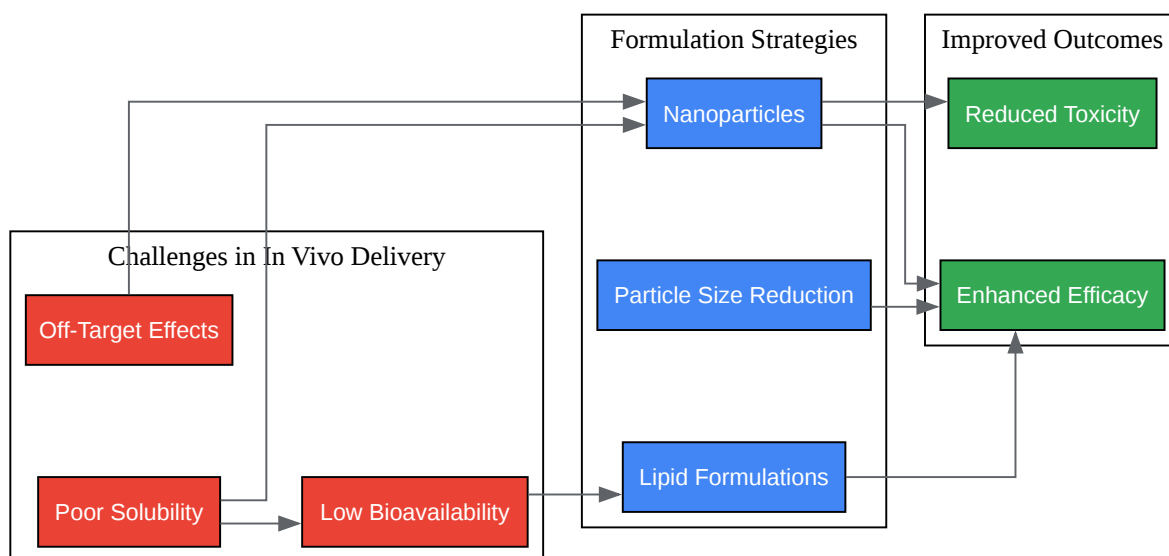 Formulation Strategies
Improved Outcomes
Nanoparticles
Reduced Toxicity
Challenges in In Vivo Delivery
Off-Target Effects
Particle Size Reduction
Enhanced Efficacy
Poor Solubility
Low Bioavailability
Lipid Formulations